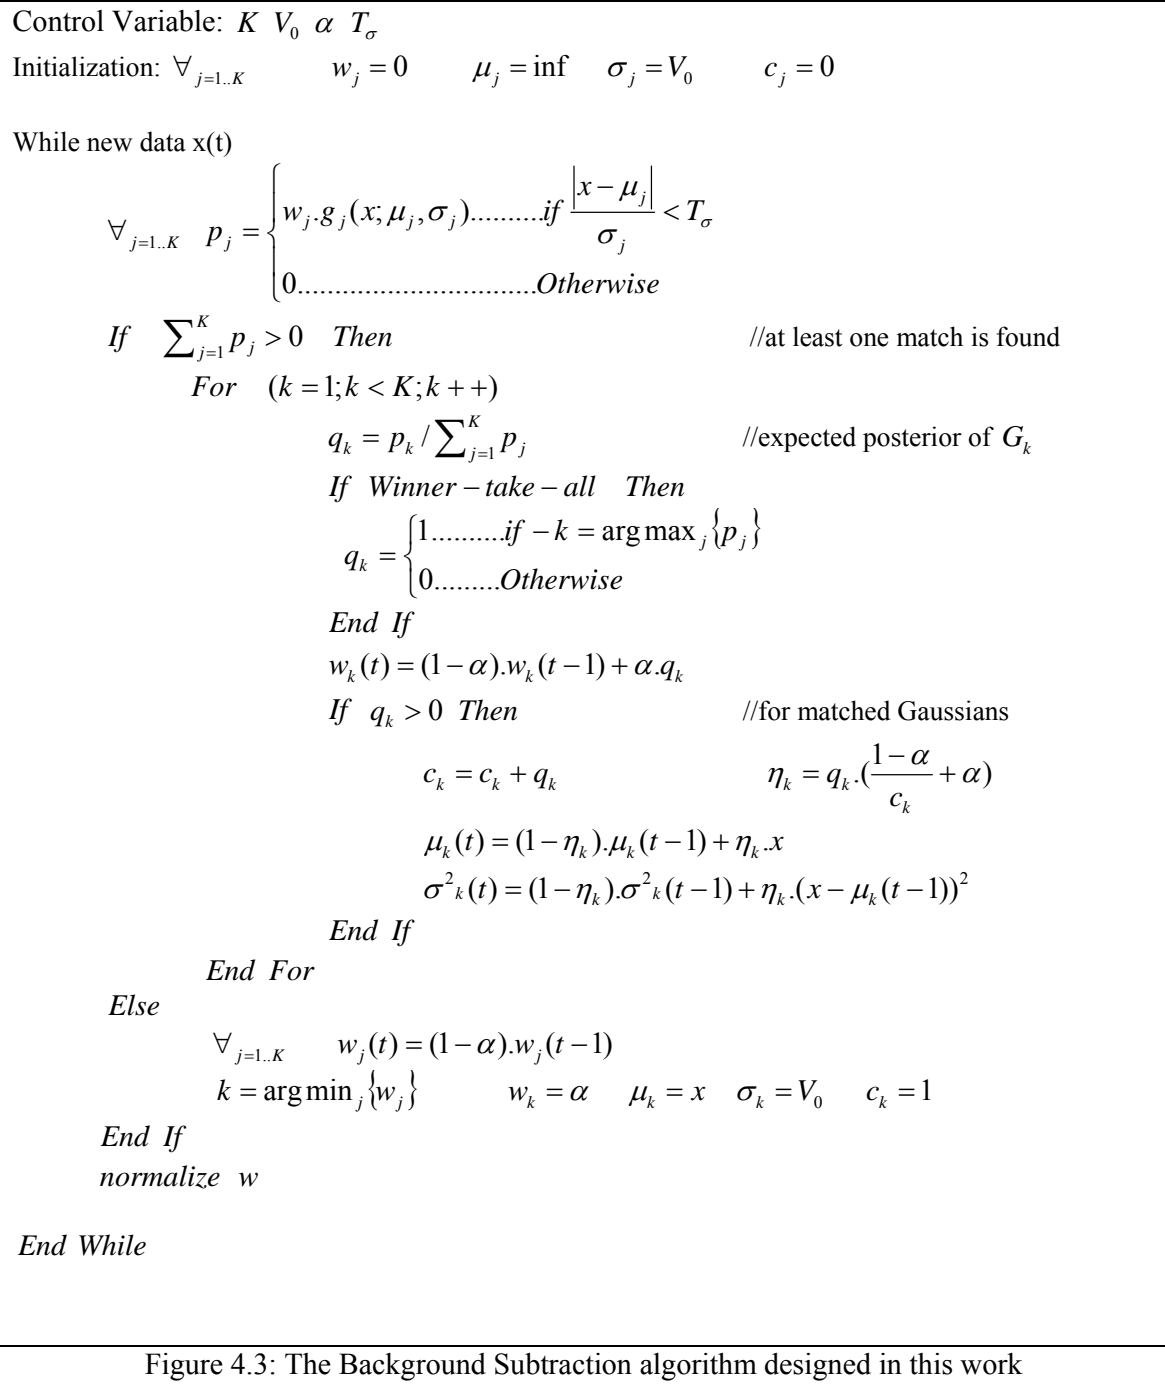 Control Variable: K V₀ α T_σ
Initialization: ∀_{j=1..K} w_j = 0 μ_j = inf σ_j = V₀ c_j = 0
While new data x(t)
∀_{j=1..K} p_j = { w_j.g_j(x; μ_j, σ_j).........if |x − μ_j| / σ_j < T_σ
0................................Otherwise
If ∑_{j=1}^{K} p_j > 0 Then //at least one match is found
For (k = 1; k < K; k + +)
q_k = p_k / ∑_{j=1}^{K} p_j //expected posterior of G_k
If Winner − take − all Then
q_k = { 1..........if − k = arg max_j {p_j}
0.........Otherwise
End If
w_k(t) = (1 − α).w_k(t − 1) + α.q_k
If q_k > 0 Then //for matched Gaussians
c_k = c_k + q_k η_k = q_k.((1 − α) / c_k + α)
μ_k(t) = (1 − η_k).μ_k(t − 1) + η_k.x
σ²_k(t) = (1 − η_k).σ²_k(t − 1) + η_k.(x − μ_k(t − 1))²
End If
End For
Else
∀_{j=1..K} w_j(t) = (1 − α).w_j(t − 1)
k = arg min_j {w_j} w_k = α μ_k = x σ_k = V₀ c_k = 1
End If
normalize w
End While
Figure 4.3: The Background Subtraction algorithm designed in this work